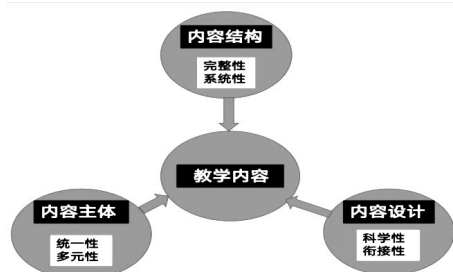 内容结构
完整性
系统性
教学内容
内容主体
统一性
多元性
内容设计
科学性
衔接性